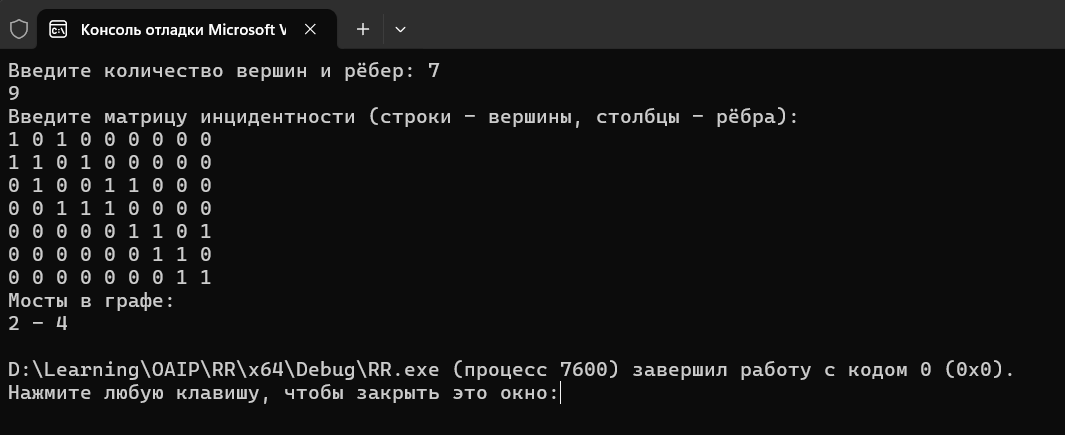 Консоль отладки Microsoft V
Введите количество вершин и рёбер: 7
9
Введите матрицу инцидентности (строки - вершины, столбцы - рёбра):
1 0 1 0 0 0 0 0 0
1 1 0 1 0 0 0 0 0
0 1 0 0 1 1 0 0 0
0 0 1 1 1 0 0 0 0
0 0 0 0 0 1 1 0 1
0 0 0 0 0 0 1 1 0
0 0 0 0 0 0 0 1 1
Мосты в графе:
2 - 4

D:\Learning\OAIP\RR\x64\Debug\RR.exe (процесс 7600) завершил работу с кодом 0 (0x0).
Нажмите любую клавишу, чтобы закрыть это окно: